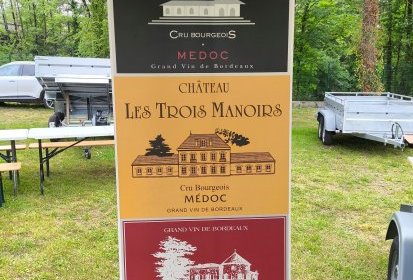 CRU BOURGEOIS
MEDOC
GRAND VIN DE BORDEAUX
CHÂTEAU
LES TROIS MANOIRS
Cru Bourgeois
MÉDOC
GRAND VIN DE BORDEAUX
GRAND VIN DE BORDEAUX